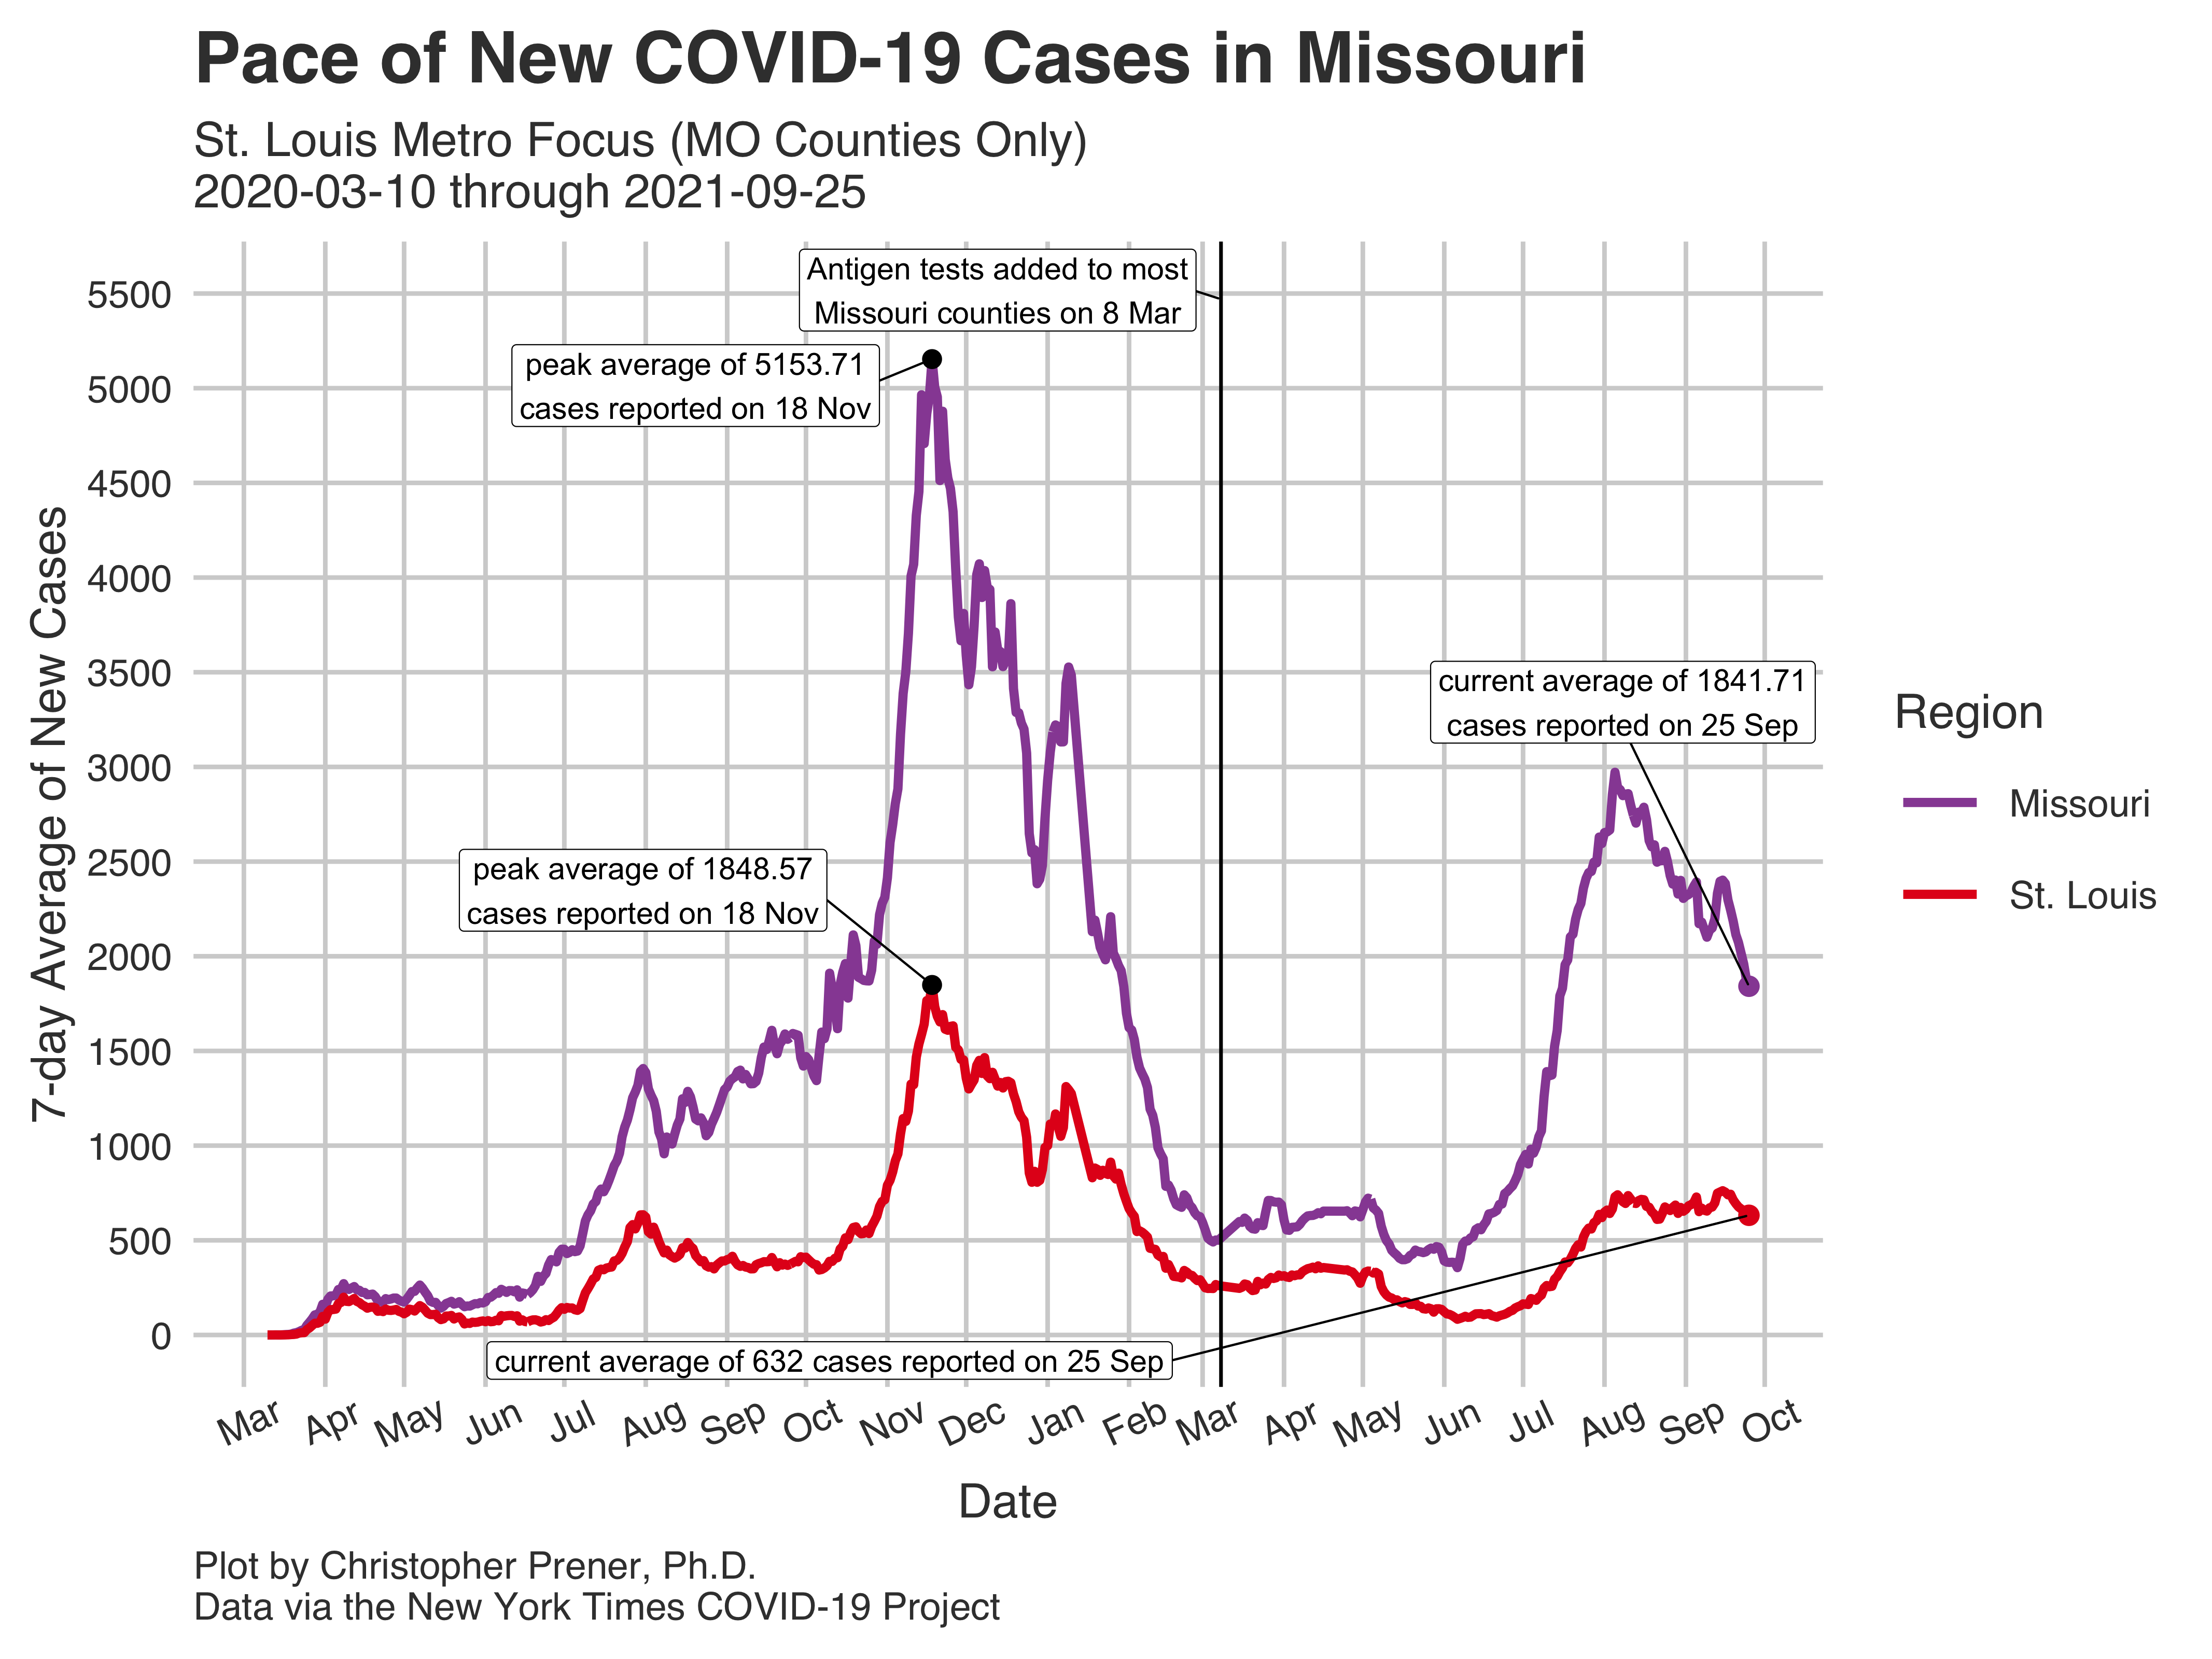 Pace of New COVID-19 Cases in Missouri
St. Louis Metro Focus (MO Counties Only)
2020-03-10 through 2021-09-25
Antigen tests added to most
Missouri counties on 8 Mar
peak average of 5153.71
cases reported on 18 Nov
current average of 1841.71
cases reported on 25 Sep
peak average of 1848.57
cases reported on 18 Nov
current average of 632 cases reported on 25 Sep
7-day Average of New Cases
5500
5000
4500
4000
3500
3000
2500
2000
1500
1000
500
0
Mar Apr May Jun Jul Aug Sep Oct Nov Dec Jan Feb Mar Apr May Jun Jul Aug Sep Oct
Date
Region
Missouri
St. Louis
Plot by Christopher Prener, Ph.D.
Data via the New York Times COVID-19 Project